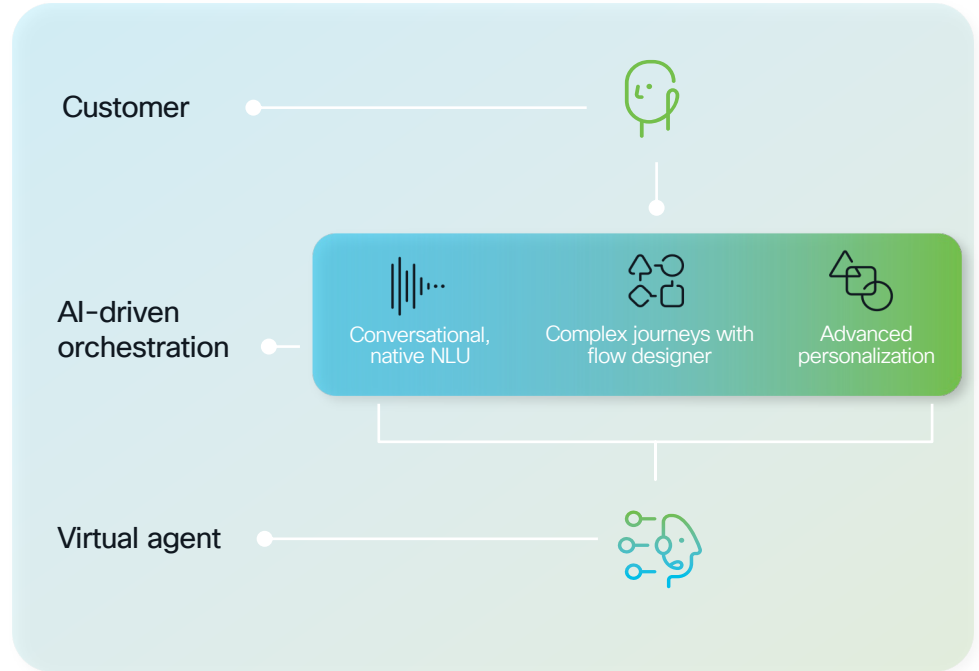 Customer
AI-driven
orchestration
Conversational,
native NLU
Complex journeys with
flow designer
Advanced
personalization
Virtual agent